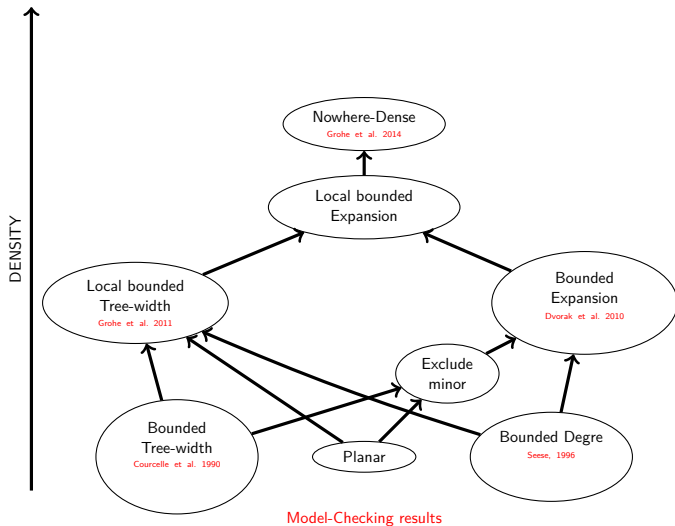 Nowhere-Dense
Grohe et al. 2014
Local bounded
Expansion
DENSITY
Local bounded
Tree-width
Grohe et al. 2011
Bounded
Expansion
Dvorak et al. 2010
Exclude
minor
Bounded
Tree-width
Courcelle et al. 1990
Planar
Bounded Degre
Seese, 1996
Model-Checking results